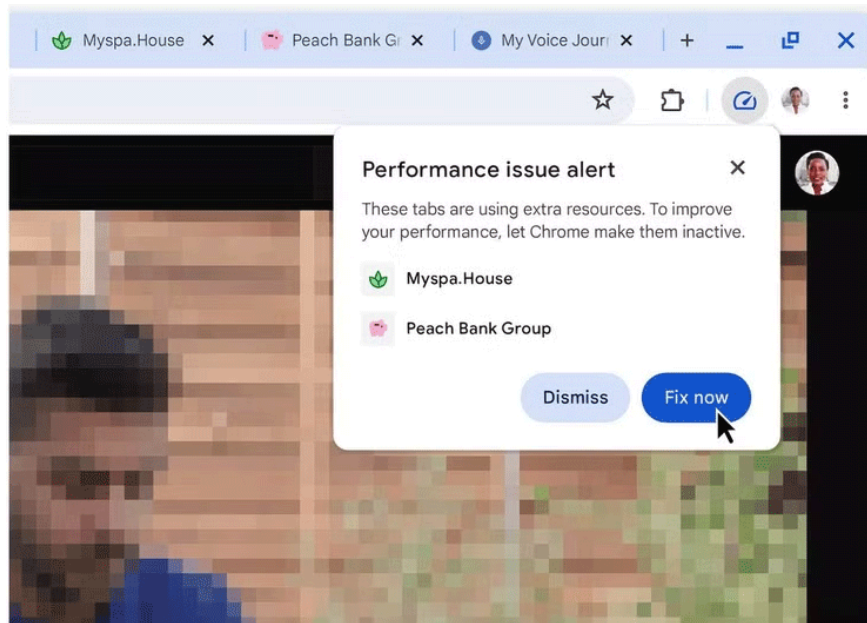 Myspa.House
Peach Bank Gr
My Voice Jour
Performance issue alert
These tabs are using extra resources. To improve
your performance, let Chrome make them inactive.
Myspa.House
Peach Bank Group
Dismiss
Fix now